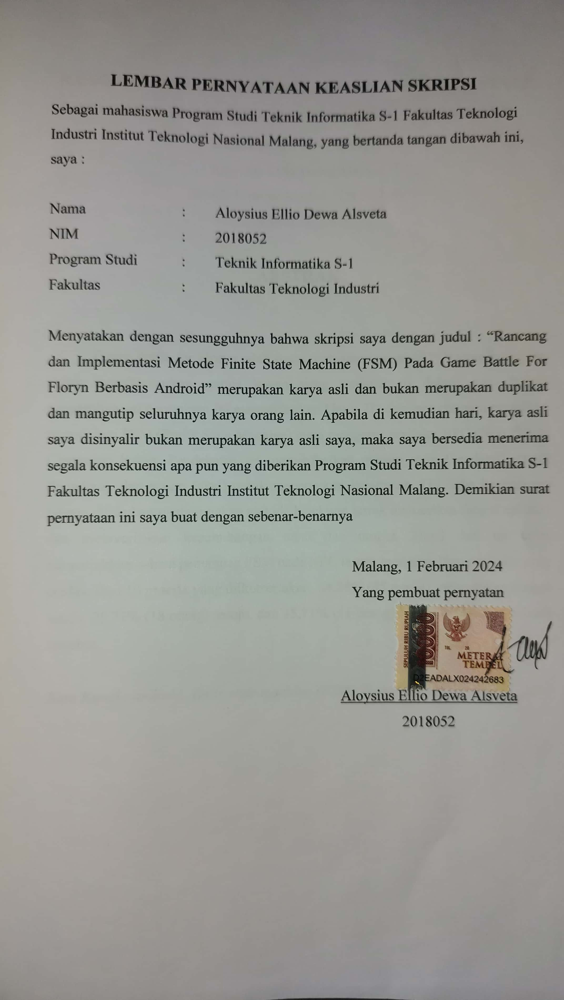 LEMBAR PERNYATAAN KEASLIAN SKRIPSI
Sebagai mahasiswa Program Studi Teknik Informatika S-1 Fakultas Teknologi
Industri Institut Teknologi Nasional Malang, yang bertanda tangan dibawah ini,
saya :
Nama : Aloysius Ellio Dewa Alsveta
NIM : 2018052
Program Studi : Teknik Informatika S-1
Fakultas : Fakultas Teknologi Industri
Menyatakan dengan sesungguhnya bahwa skripsi saya dengan judul : “Rancang
dan Implementasi Metode Finite State Machine (FSM) Pada Game Battle For
Floryn Berbasis Android” merupakan karya asli dan bukan merupakan duplikat
dan mangutip seluruhnya karya orang lain. Apabila di kemudian hari, karya asli
saya disinyalir bukan merupakan karya asli saya, maka saya bersedia menerima
segala konsekuensi apa pun yang diberikan Program Studi Teknik Informatika S-1
Fakultas Teknologi Industri Institut Teknologi Nasional Malang. Demikian surat
pernyataan ini saya buat dengan sebenar-benarnya
Malang, 1 Februari 2024
Yang pembuat pernyatan
SEPULUH RIBU RUPIAH
10000
TGL. 20
METERAI
TEMPEL
D2EADALX024242683
Aloysius Ellio Dewa Alsveta
2018052